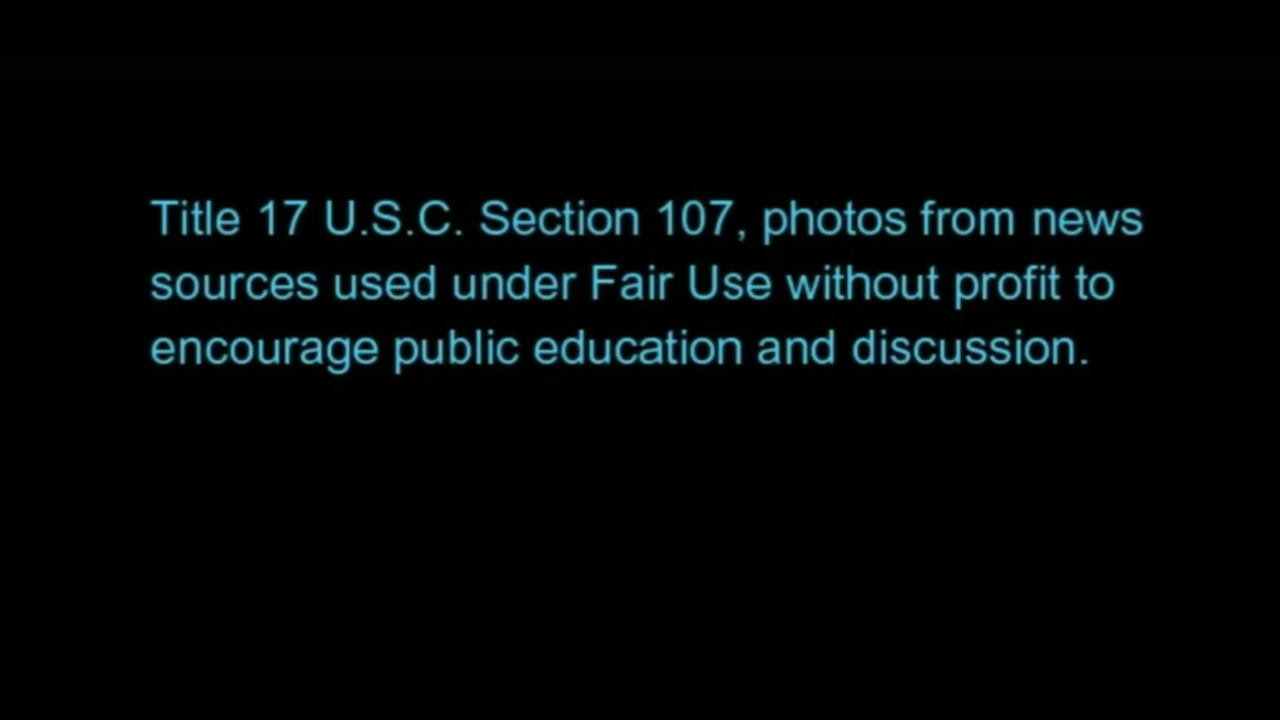 Title 17 U.S.C. Section 107, photos from news
sources used under Fair Use without profit to
encourage public education and discussion.